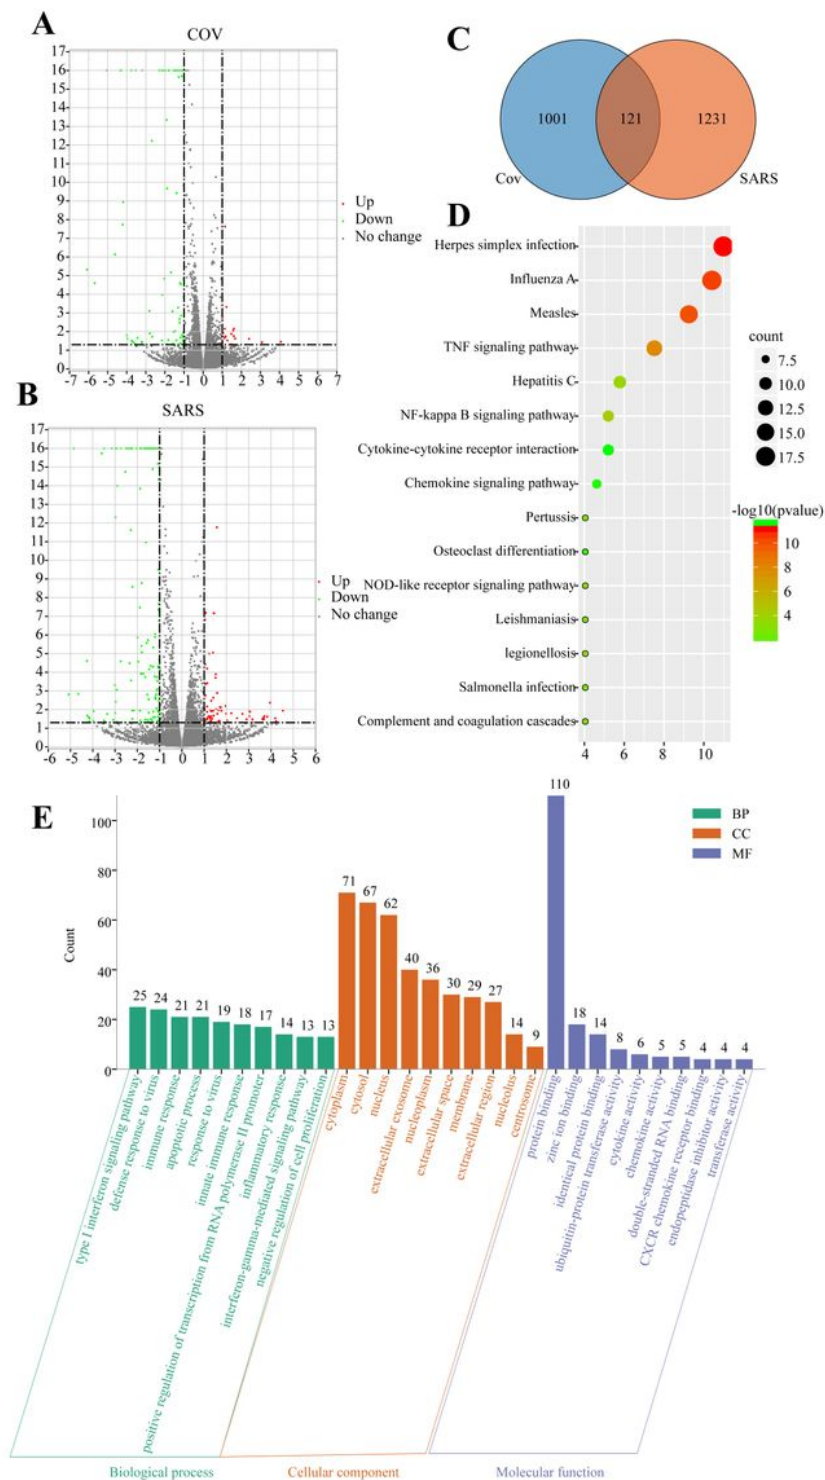 A
COV
17
16
15
14
13
12
11
10
9
8
7
6
5
4
3
2
1
0
-7 -6 -5 -4 -3 -2 -1 0 1 2 3 4 5 6 7
Up
Down
No change
B
SARS
17
16
15
14
13
12
11
10
9
8
7
6
5
4
3
2
1
0
-6 -5 -4 -3 -2 -1 0 1 2 3 4 5 6
Up
Down
No change
C
1001 121 1231
Cov SARS
D
Herpes simplex infection
Influenza A
Measles
TNF signaling pathway
Hepatitis C
NF-kappa B signaling pathway
Cytokine-cytokine receptor interaction
Chemokine signaling pathway
Pertussis
Osteoclast differentiation
NOD-like receptor signaling pathway
Leishmaniasis
legionellosis
Salmonella infection
Complement and coagulation cascades
4 6 8 10
count
7.5
10.0
12.5
15.0
17.5
-log10(pvalue)
10
8
6
4
E
BP
CC
MF
Count
100
80
60
40
20
0
25 24 21 21 19 18 17 14 13 13
71 67 62 40 36 30 29 27 14 9
110 18 14 8 6 5 5 4 4 4
type I interferon signaling pathway
defense response to virus
immune response
apoptotic process
response to virus
innate immune response
positive regulation of transcription from RNA polymerase II promoter
inflammatory response
interferon-gamma-mediated signaling pathway
negative regulation of cell proliferation
cytoplasm
cytosol
nucleus
extracellular exosome
nucleoplasm
extracellular space
membrane
extracellular region
nucleolus
centrosome
protein binding
zinc ion binding
identical protein binding
ubiquitin-protein transferase activity
cytokine activity
chemokine activity
double-stranded RNA binding
CXCR chemokine receptor binding
endopeptidase inhibitor activity
transferase activity
Biological process
Cellular component
Molecular function